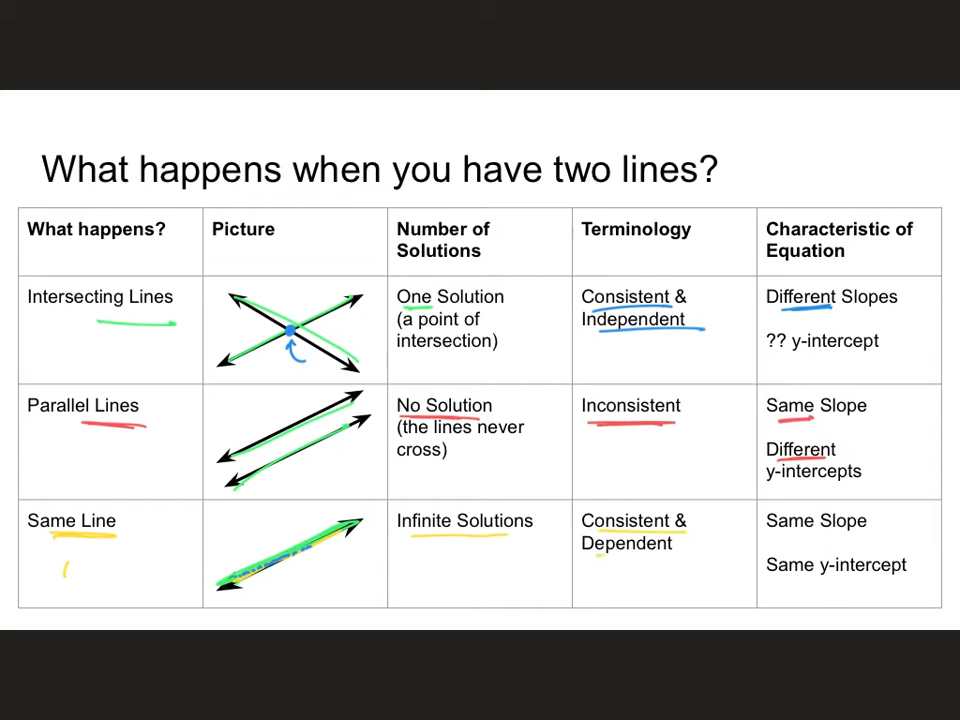 What happens when you have two lines?
What happens?
Picture
Number of
Solutions
Terminology
Characteristic of
Equation
Intersecting Lines
One Solution
(a point of
intersection)
Consistent &
Independent
Different Slopes
?? y-intercept
Parallel Lines
No Solution
(the lines never
cross)
Inconsistent
Same Slope
Different
y-intercepts
Same Line
Infinite Solutions
Consistent &
Dependent
Same Slope
Same y-intercept